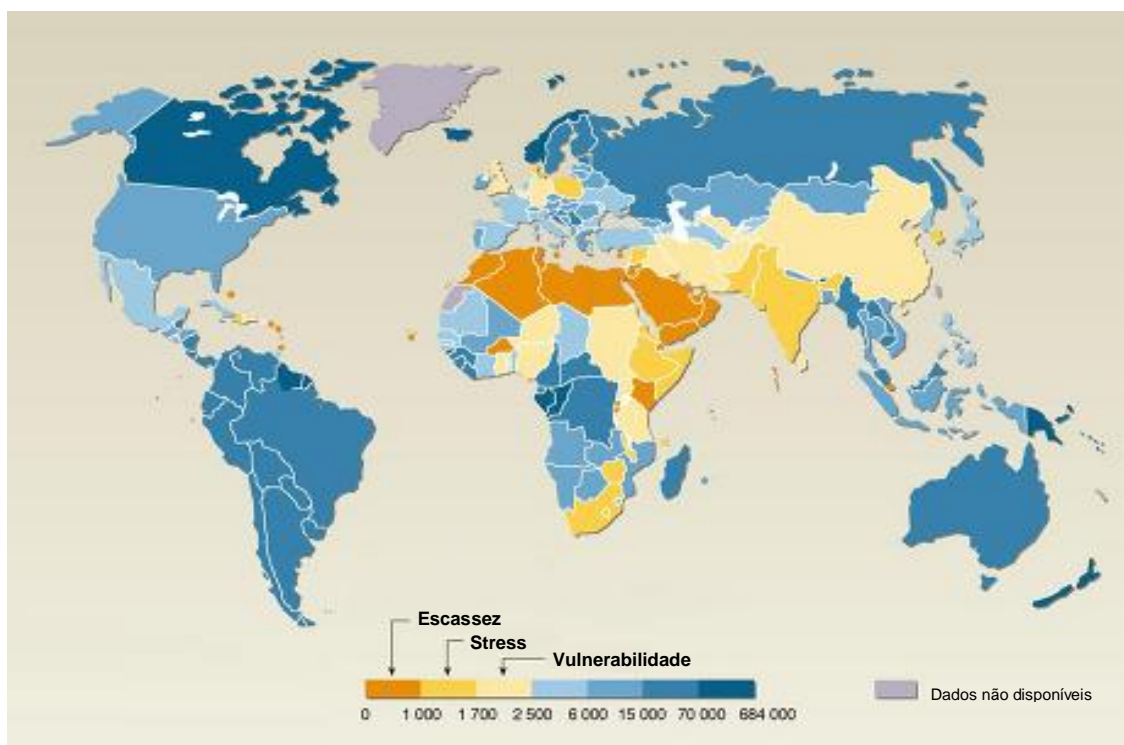 Escassez
Stress
Vulnerabilidade
0 1 000 1 700 2 500 6 000 15 000 70 000 684 000
Dados não disponíveis